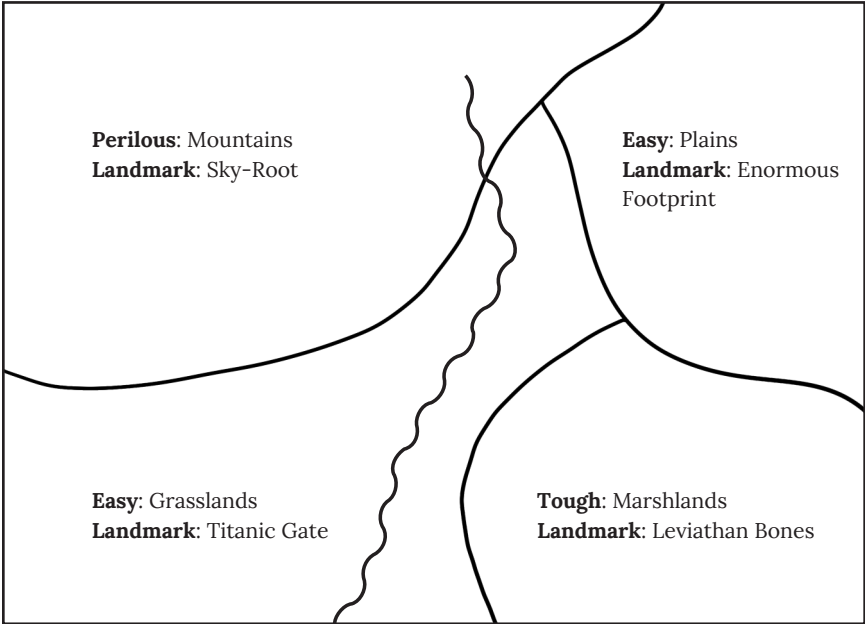 Perilous: Mountains
Landmark: Sky-Root
Easy: Plains
Landmark: Enormous
Footprint
Easy: Grasslands
Landmark: Titanic Gate
Tough: Marshlands
Landmark: Leviathan Bones